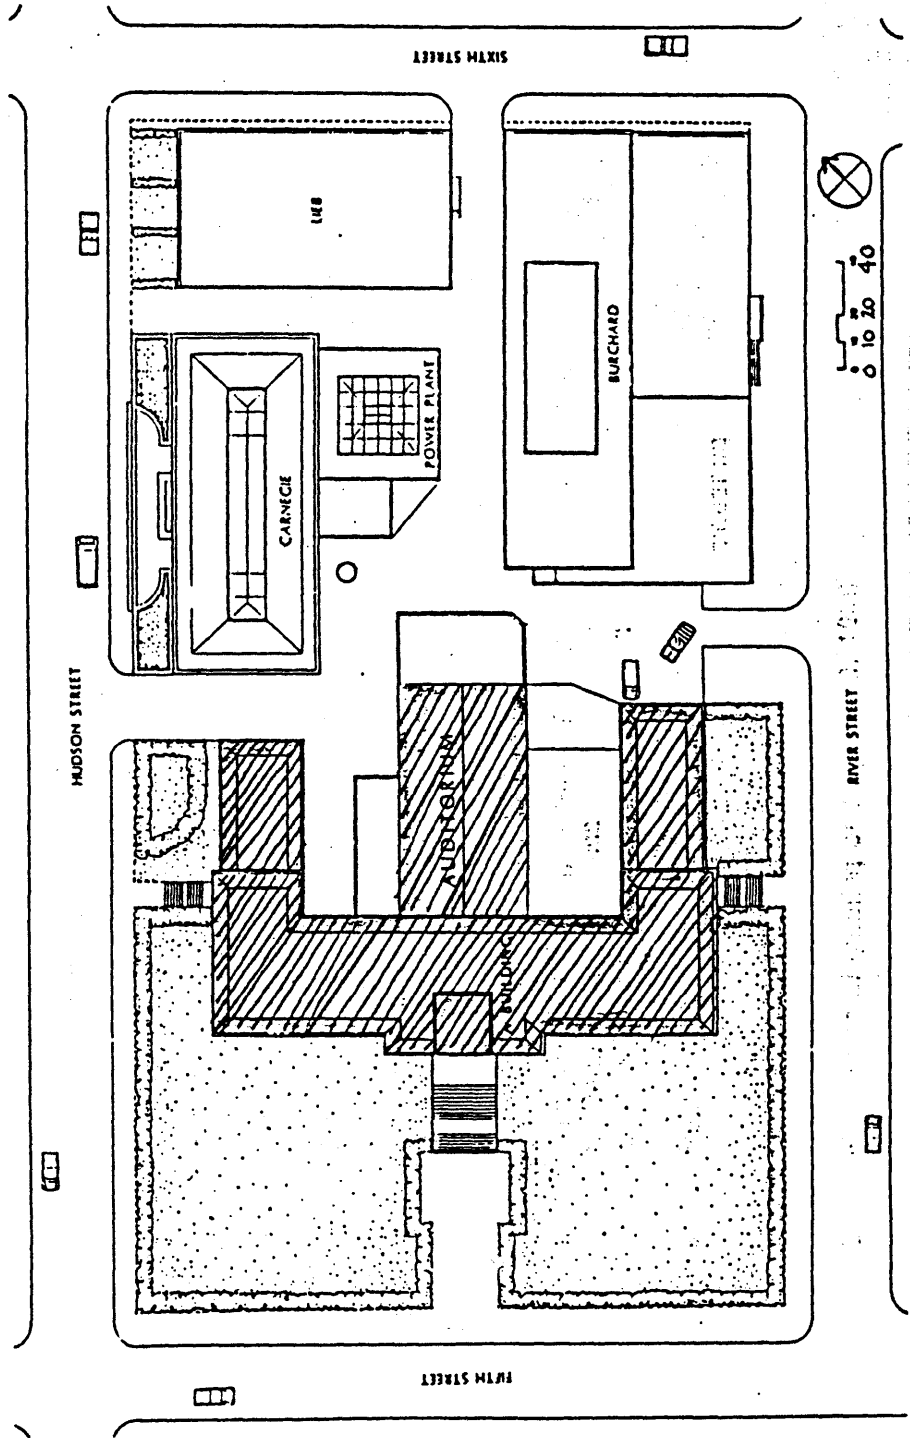 SIXTH STREET
LIEB
BURCHARD
POWER PLANT
CARNEGIE
0 10 20 40
HUDSON STREET
RIVER STREET
AUDITORIUM
BUILDING
FIFTH STREET